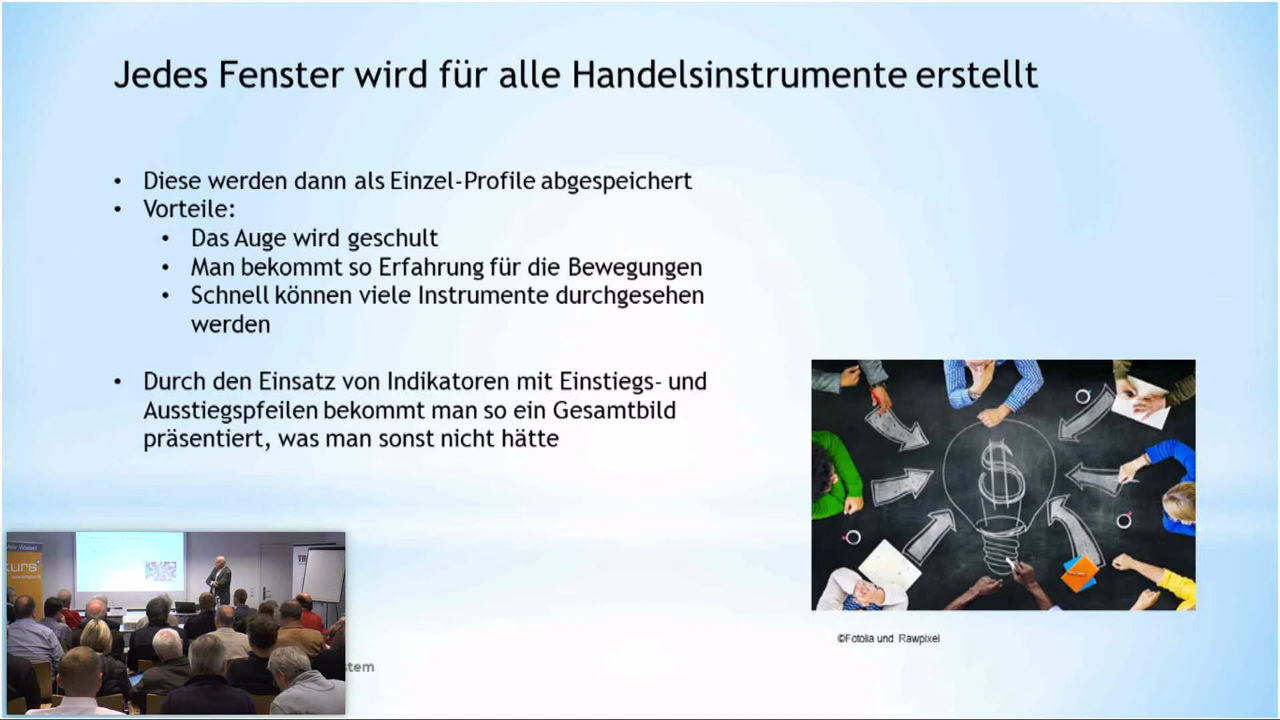 Jedes Fenster wird für alle Handelsinstrumente erstellt
• Diese werden dann als Einzel-Profile abgespeichert
• Vorteile:
• Das Auge wird geschult
• Man bekommt so Erfahrung für die Bewegungen
• Schnell können viele Instrumente durchgesehen
werden
• Durch den Einsatz von Indikatoren mit Einstiegs- und
Ausstiegspfeilen bekommt man so ein Gesamtbild
präsentiert, was man sonst nicht hätte
$
©Fotolia und Rawpixel
kurs+
stem